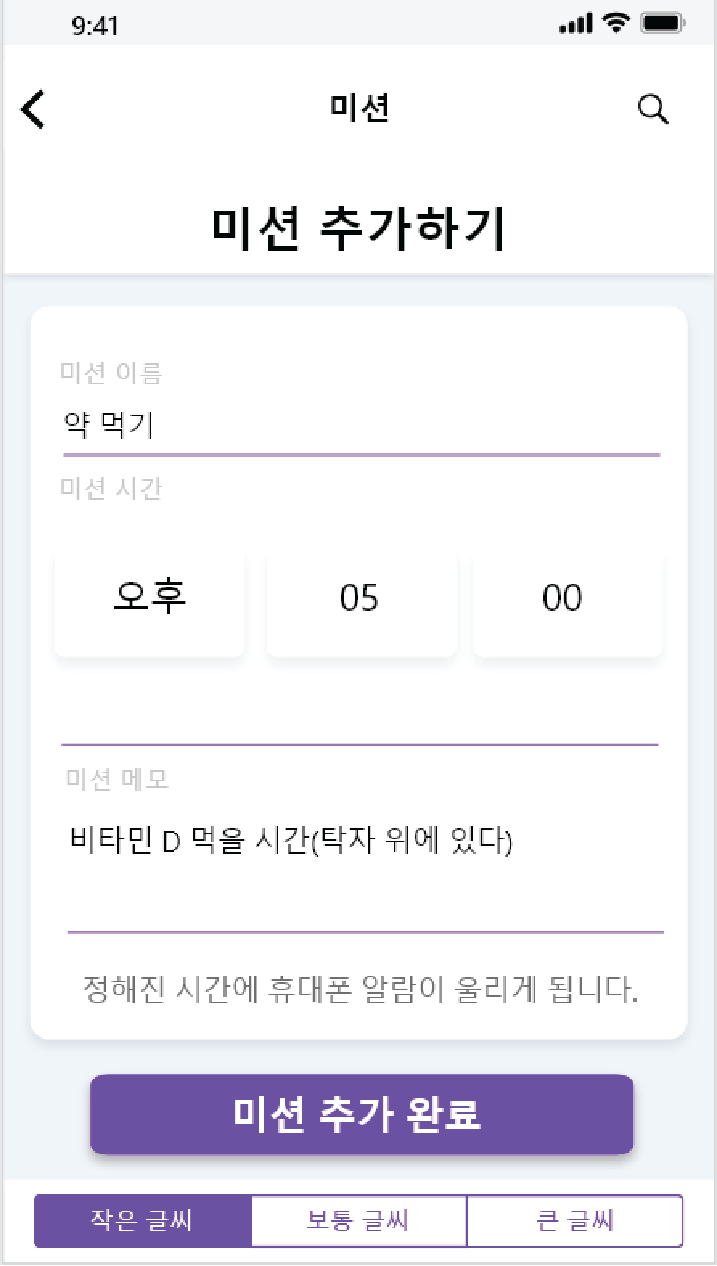 9:41
미션
미션 추가하기
미션 이름
약 먹기
미션 시간
오후 05 00
미션 메모
비타민 D 먹을 시간(탁자 위에 있다)
정해진 시간에 휴대폰 알람이 울리게 됩니다.
미션 추가 완료
작은 글씨 보통 글씨 큰 글씨